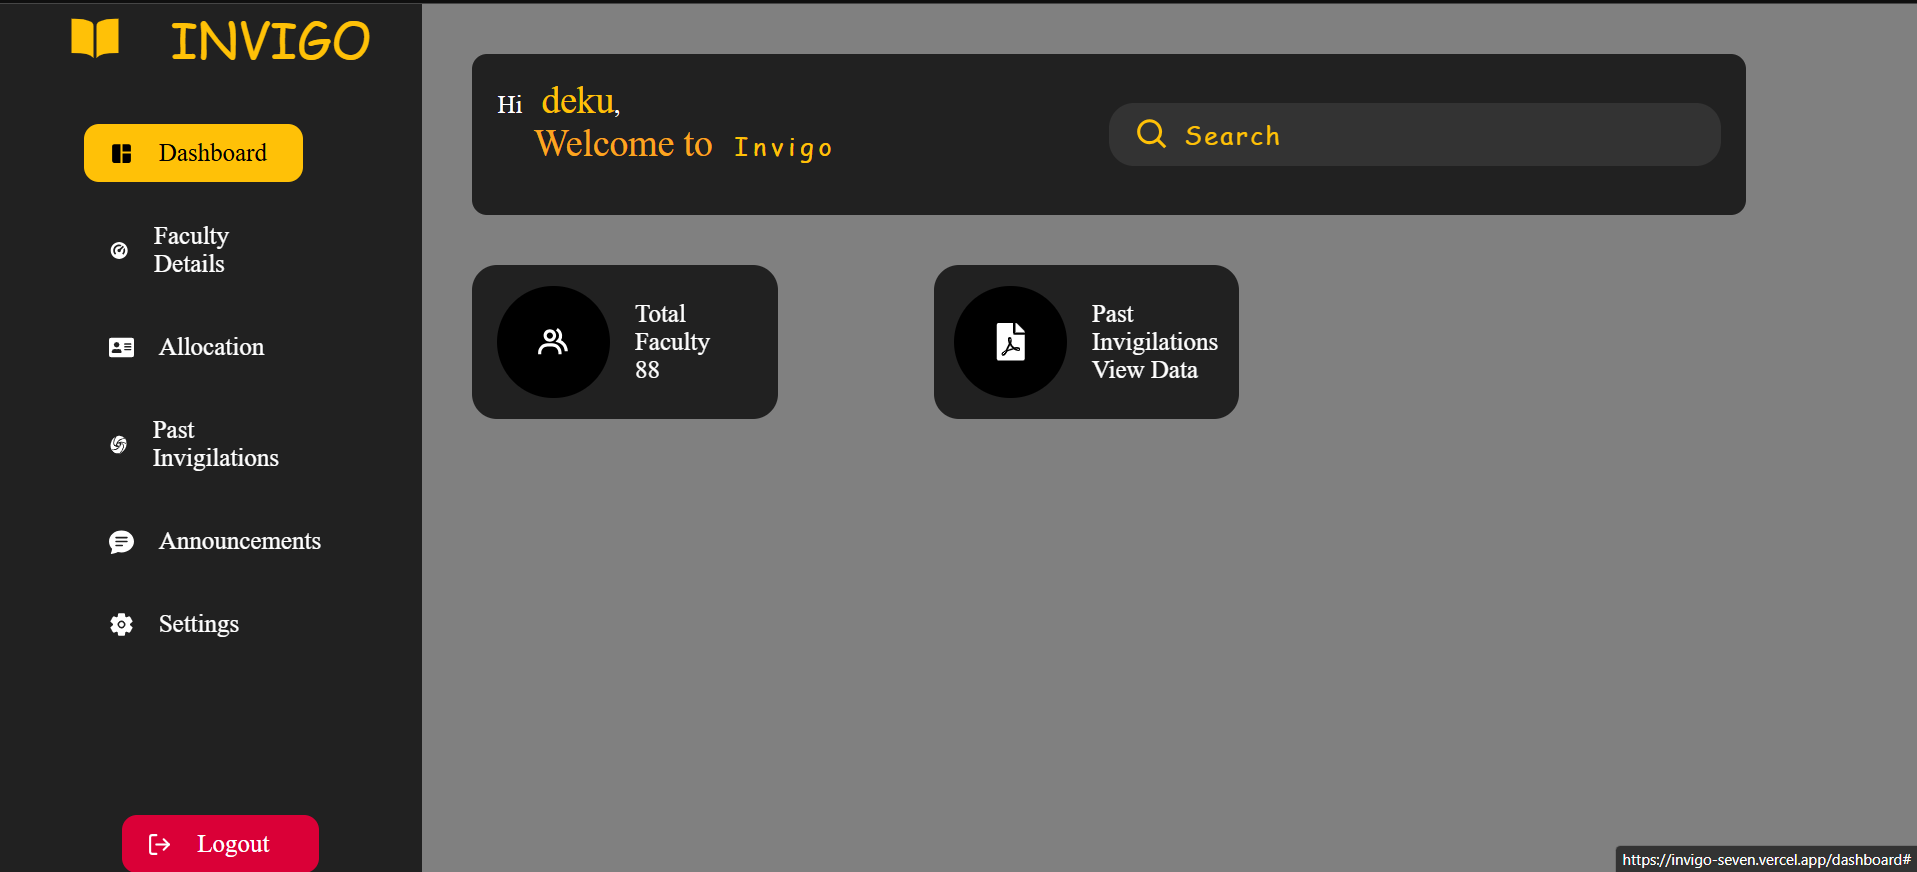 INVIGO
Dashboard
Faculty
Details
Allocation
Past
Invigilations
Announcements
Settings
Logout
Hi deku,
Welcome to Invigo
Search
Total
Faculty
88
Past
Invigilations
View Data
https://invigo-seven.vercel.app/dashboard#